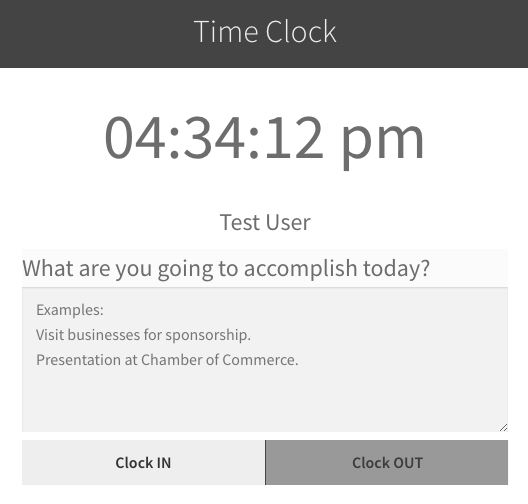 Time Clock
04:34:12 pm
Test User
What are you going to accomplish today?
Examples:
Visit businesses for sponsorship.
Presentation at Chamber of Commerce.
Clock IN
Clock OUT